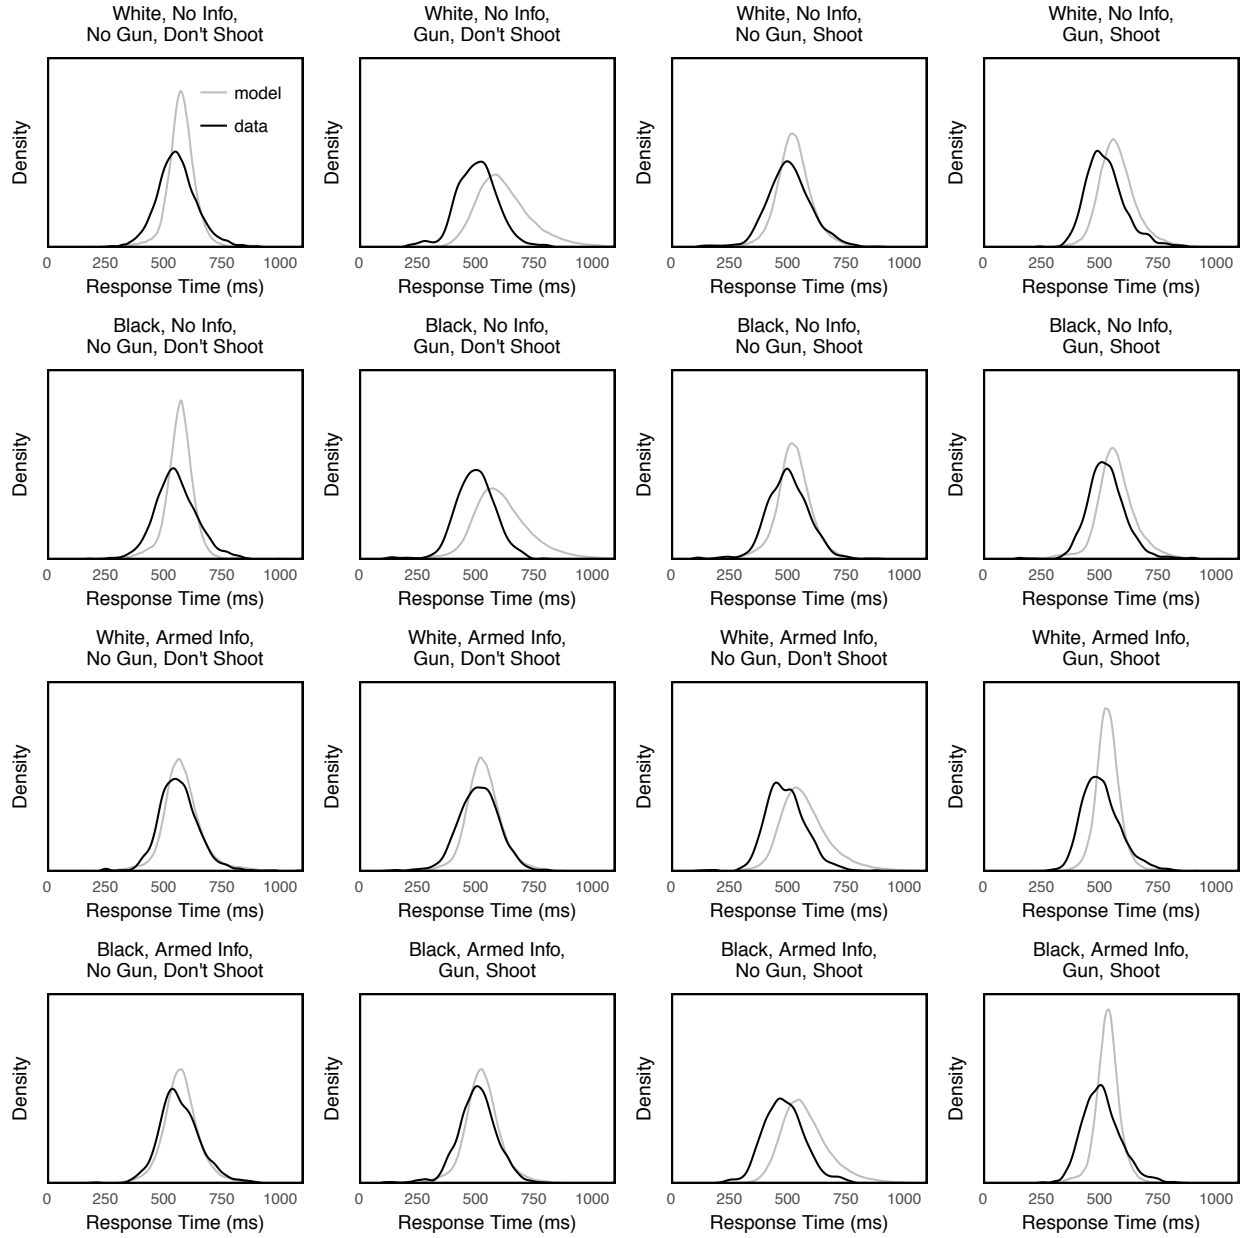 White, No Info,
No Gun, Don't Shoot
White, No Info,
Gun, Don't Shoot
White, No Info,
No Gun, Shoot
White, No Info,
Gun, Shoot
model
data
Density
Density
Density
Density
0 250 500 750 1000
0 250 500 750 1000
0 250 500 750 1000
0 250 500 750 1000
Response Time (ms)
Response Time (ms)
Response Time (ms)
Response Time (ms)
Black, No Info,
No Gun, Don't Shoot
Black, No Info,
Gun, Don't Shoot
Black, No Info,
No Gun, Shoot
Black, No Info,
Gun, Shoot
Density
Density
Density
Density
0 250 500 750 1000
0 250 500 750 1000
0 250 500 750 1000
0 250 500 750 1000
Response Time (ms)
Response Time (ms)
Response Time (ms)
Response Time (ms)
White, Armed Info,
No Gun, Don't Shoot
White, Armed Info,
Gun, Don't Shoot
White, Armed Info,
No Gun, Don't Shoot
White, Armed Info,
Gun, Shoot
Density
Density
Density
Density
0 250 500 750 1000
0 250 500 750 1000
0 250 500 750 1000
0 250 500 750 1000
Response Time (ms)
Response Time (ms)
Response Time (ms)
Response Time (ms)
Black, Armed Info,
No Gun, Don't Shoot
Black, Armed Info,
Gun, Shoot
Black, Armed Info,
No Gun, Shoot
Black, Armed Info,
Gun, Shoot
Density
Density
Density
Density
0 250 500 750 1000
0 250 500 750 1000
0 250 500 750 1000
0 250 500 750 1000
Response Time (ms)
Response Time (ms)
Response Time (ms)
Response Time (ms)